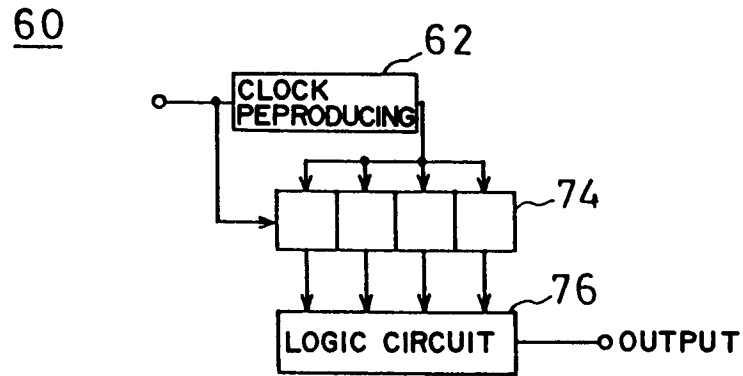 60
62
CLOCK
PEPRODUCING
74
76
LOGIC CIRCUIT
OUTPUT